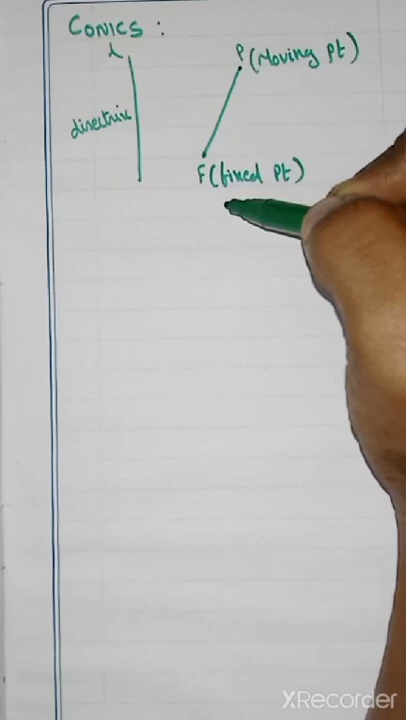 CONICS :
l
P (Moving pt)
directrix
F (fixed pt)
XRecorder